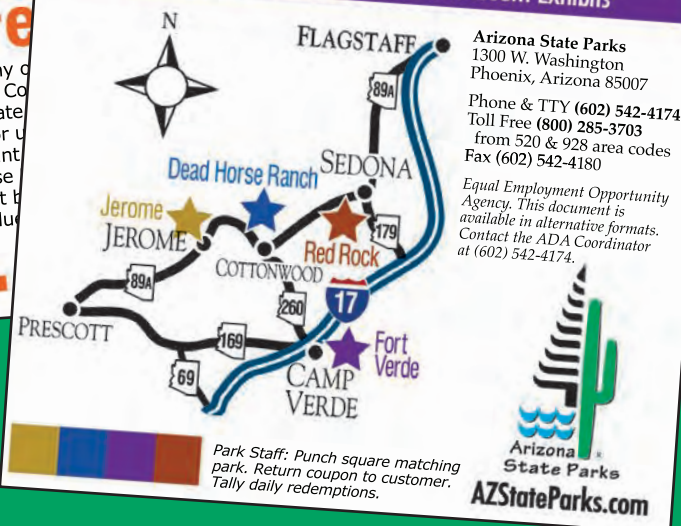 N
FLAGSTAFF
89A
Dead Horse Ranch
SEDONA
Jerome
JEROME
179
Red Rock
COTTONWOOD
89A
17
260
PRESCOTT
169
Fort
Verde
69
CAMP
VERDE
Park Staff: Punch square matching
park. Return coupon to customer.
Tally daily redemptions.
Arizona State Parks
1300 W. Washington
Phoenix, Arizona 85007
Phone & TTY (602) 542-4174
Toll Free (800) 285-3703
from 520 & 928 area codes
Fax (602) 542-4180
Equal Employment Opportunity
Agency. This document is
available in alternative formats.
Contact the ADA Coordinator
at (602) 542-4174.
Arizona
State Parks
AZStateParks.com